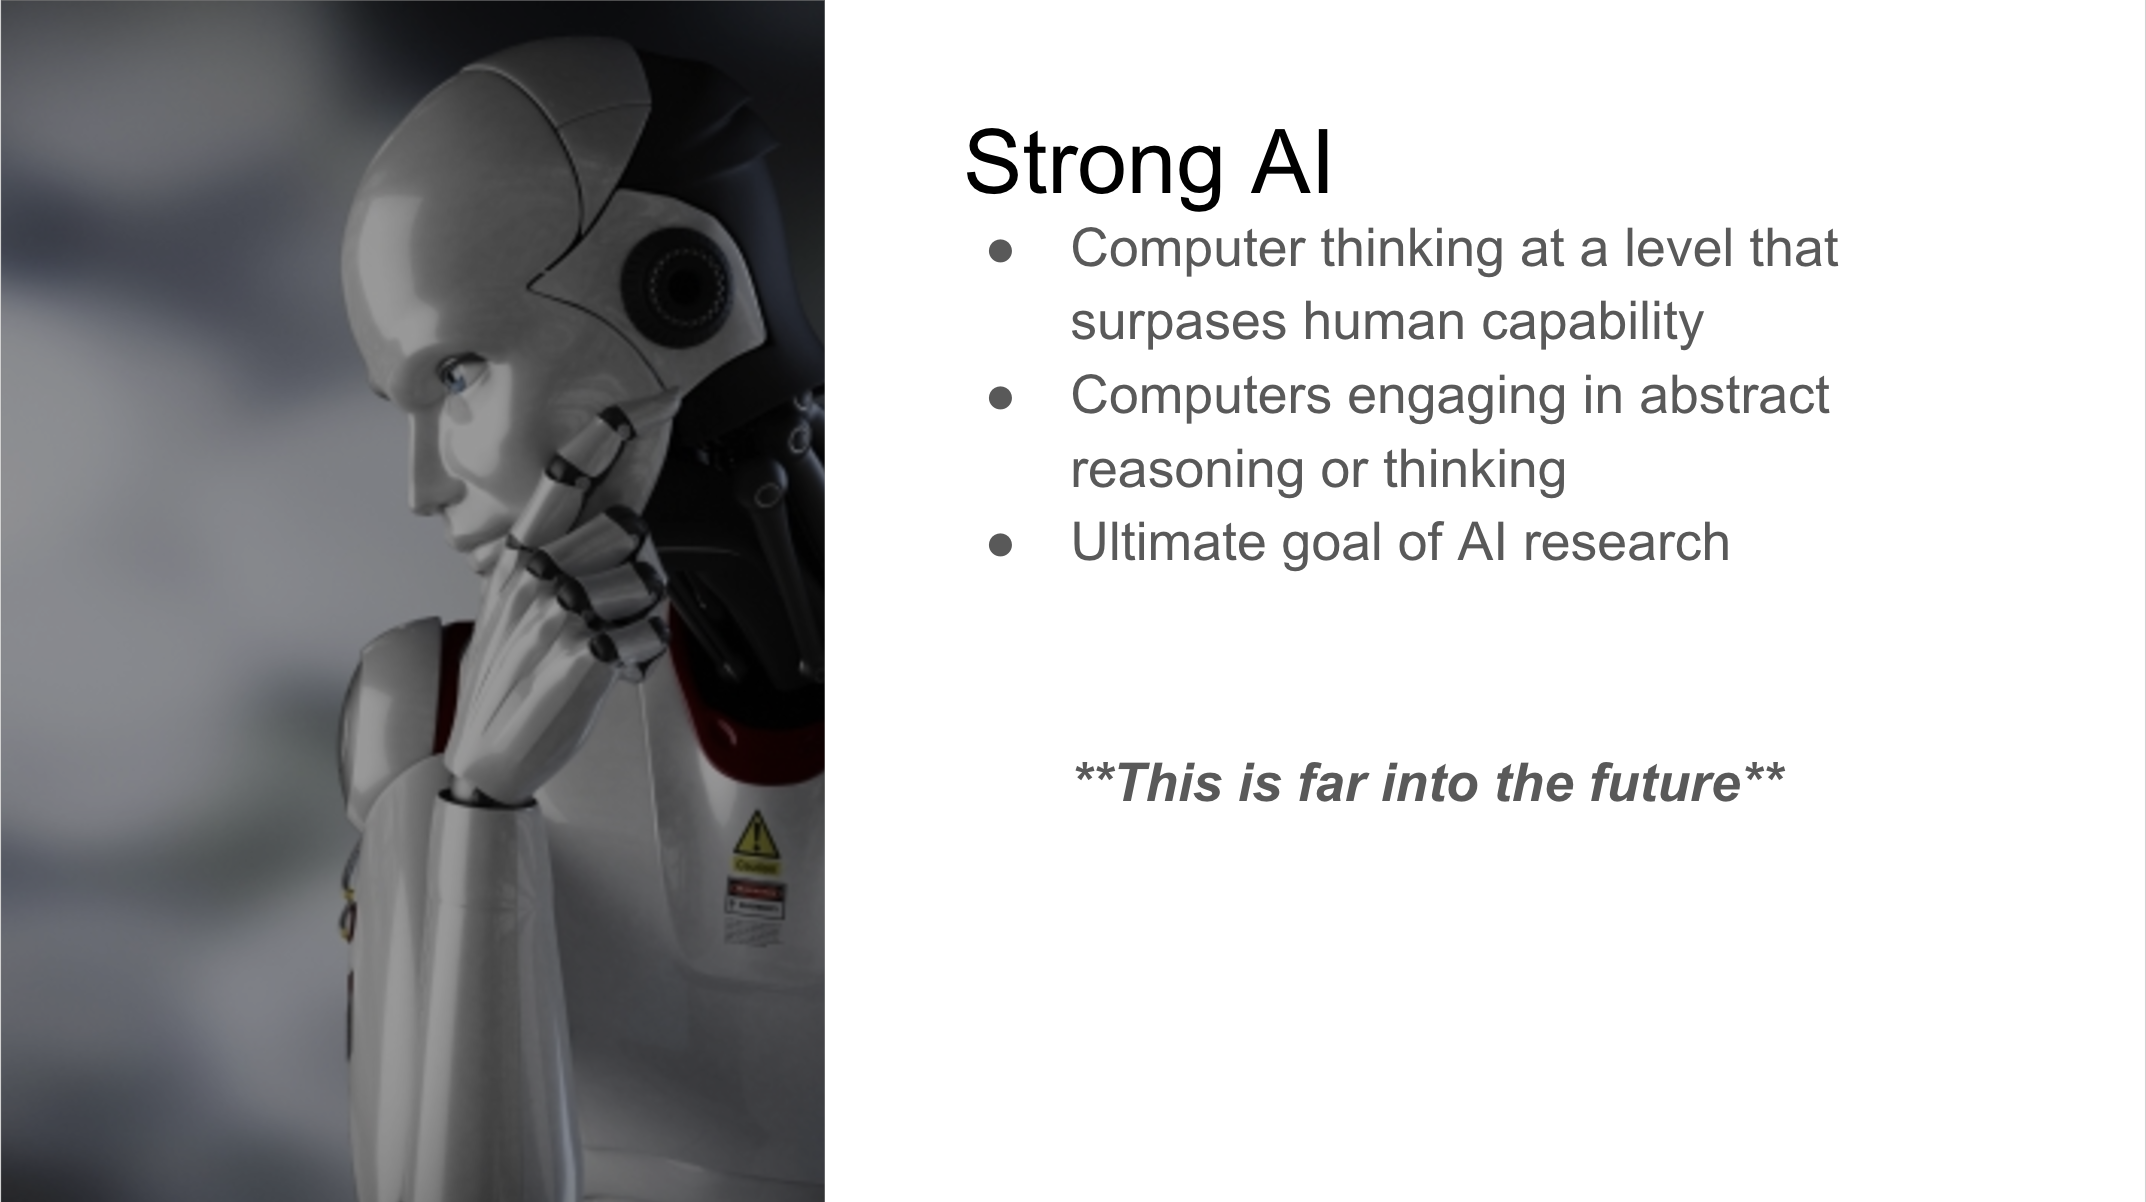 Strong AI
● Computer thinking at a level that
surpases human capability
● Computers engaging in abstract
reasoning or thinking
● Ultimate goal of AI research
**This is far into the future**